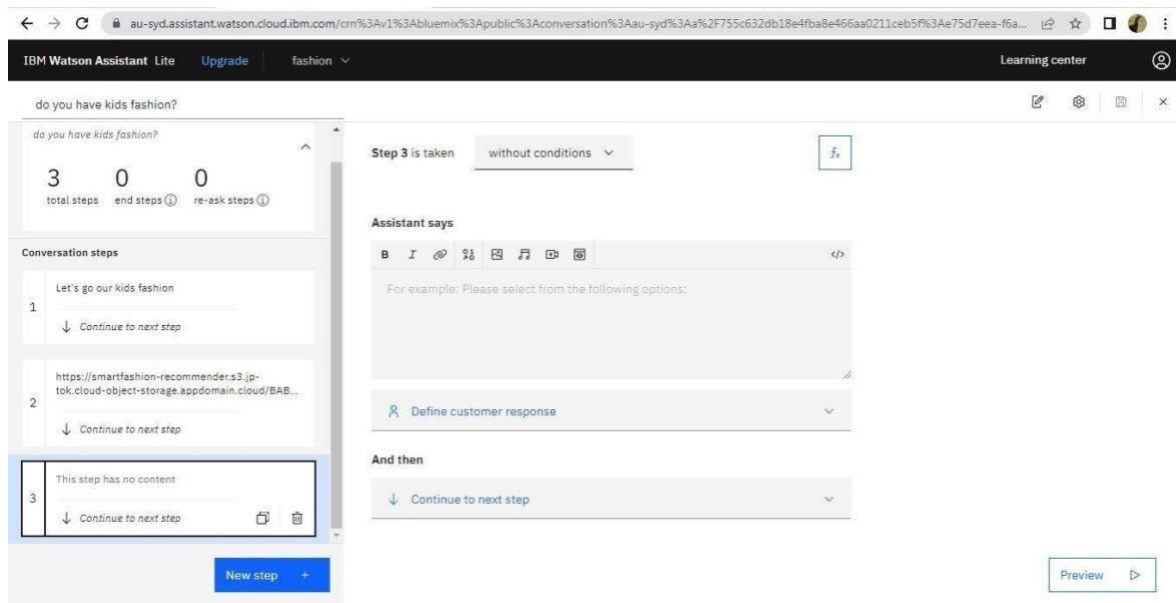 au-syd.assistant.watson.cloud.ibm.com/crn%3Av1%3Abluemix%3Apublic%3Aconversation%3Aau-syd%3Aa%2F755c632db18e4fba8e466aa0211ceb5f%3Ae75d7eea-f6a...
IBM Watson Assistant Lite Upgrade fashion Learning center
do you have kids fashion?
do you have kids fashion?
3 0 0
total steps end steps re-ask steps
Conversation steps
1
Let's go our kids fashion
Continue to next step
2
https://smartfashion-recommender.s3.jp-
tok.cloud-object-storage.appdomain.cloud/BAB...
Continue to next step
3
This step has no content
Continue to next step
New step +
Step 3 is taken without conditions fx
Assistant says
B I </>
For example: Please select from the following options:
Define customer response
And then
Continue to next step
Preview